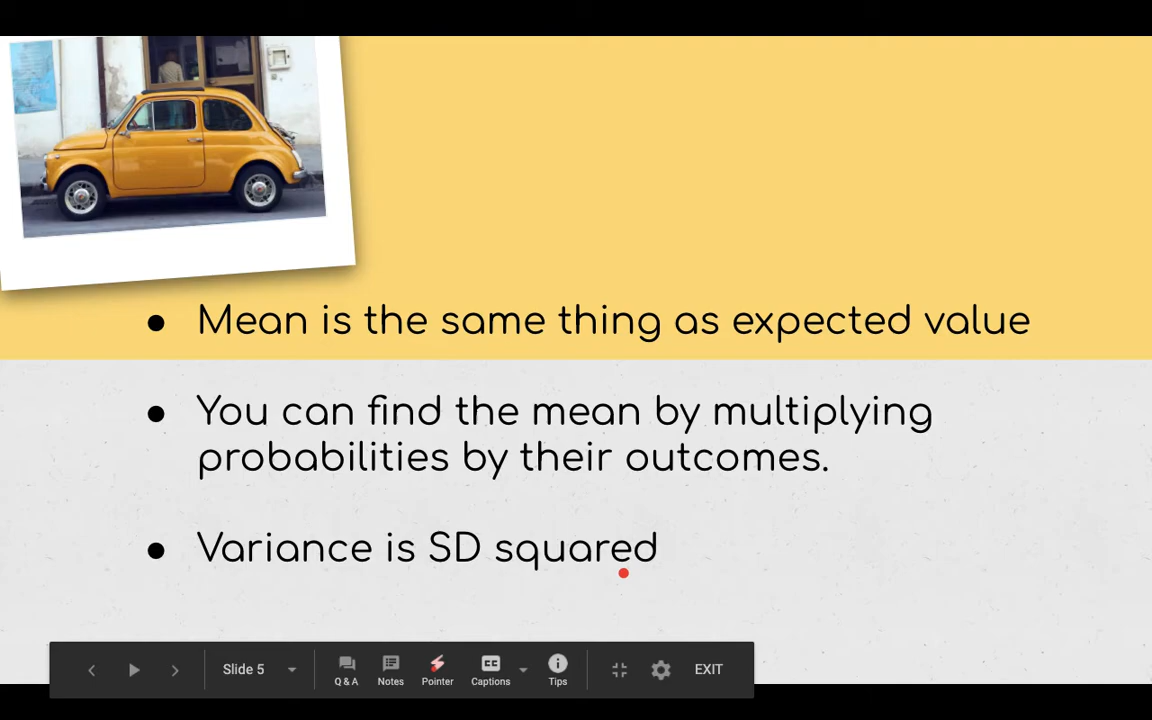 ● Mean is the same thing as expected value
● You can find the mean by multiplying
probabilities by their outcomes.
● Variance is SD squared
Slide 5
Q & A
Notes
Pointer
CC
Captions
Tips
EXIT